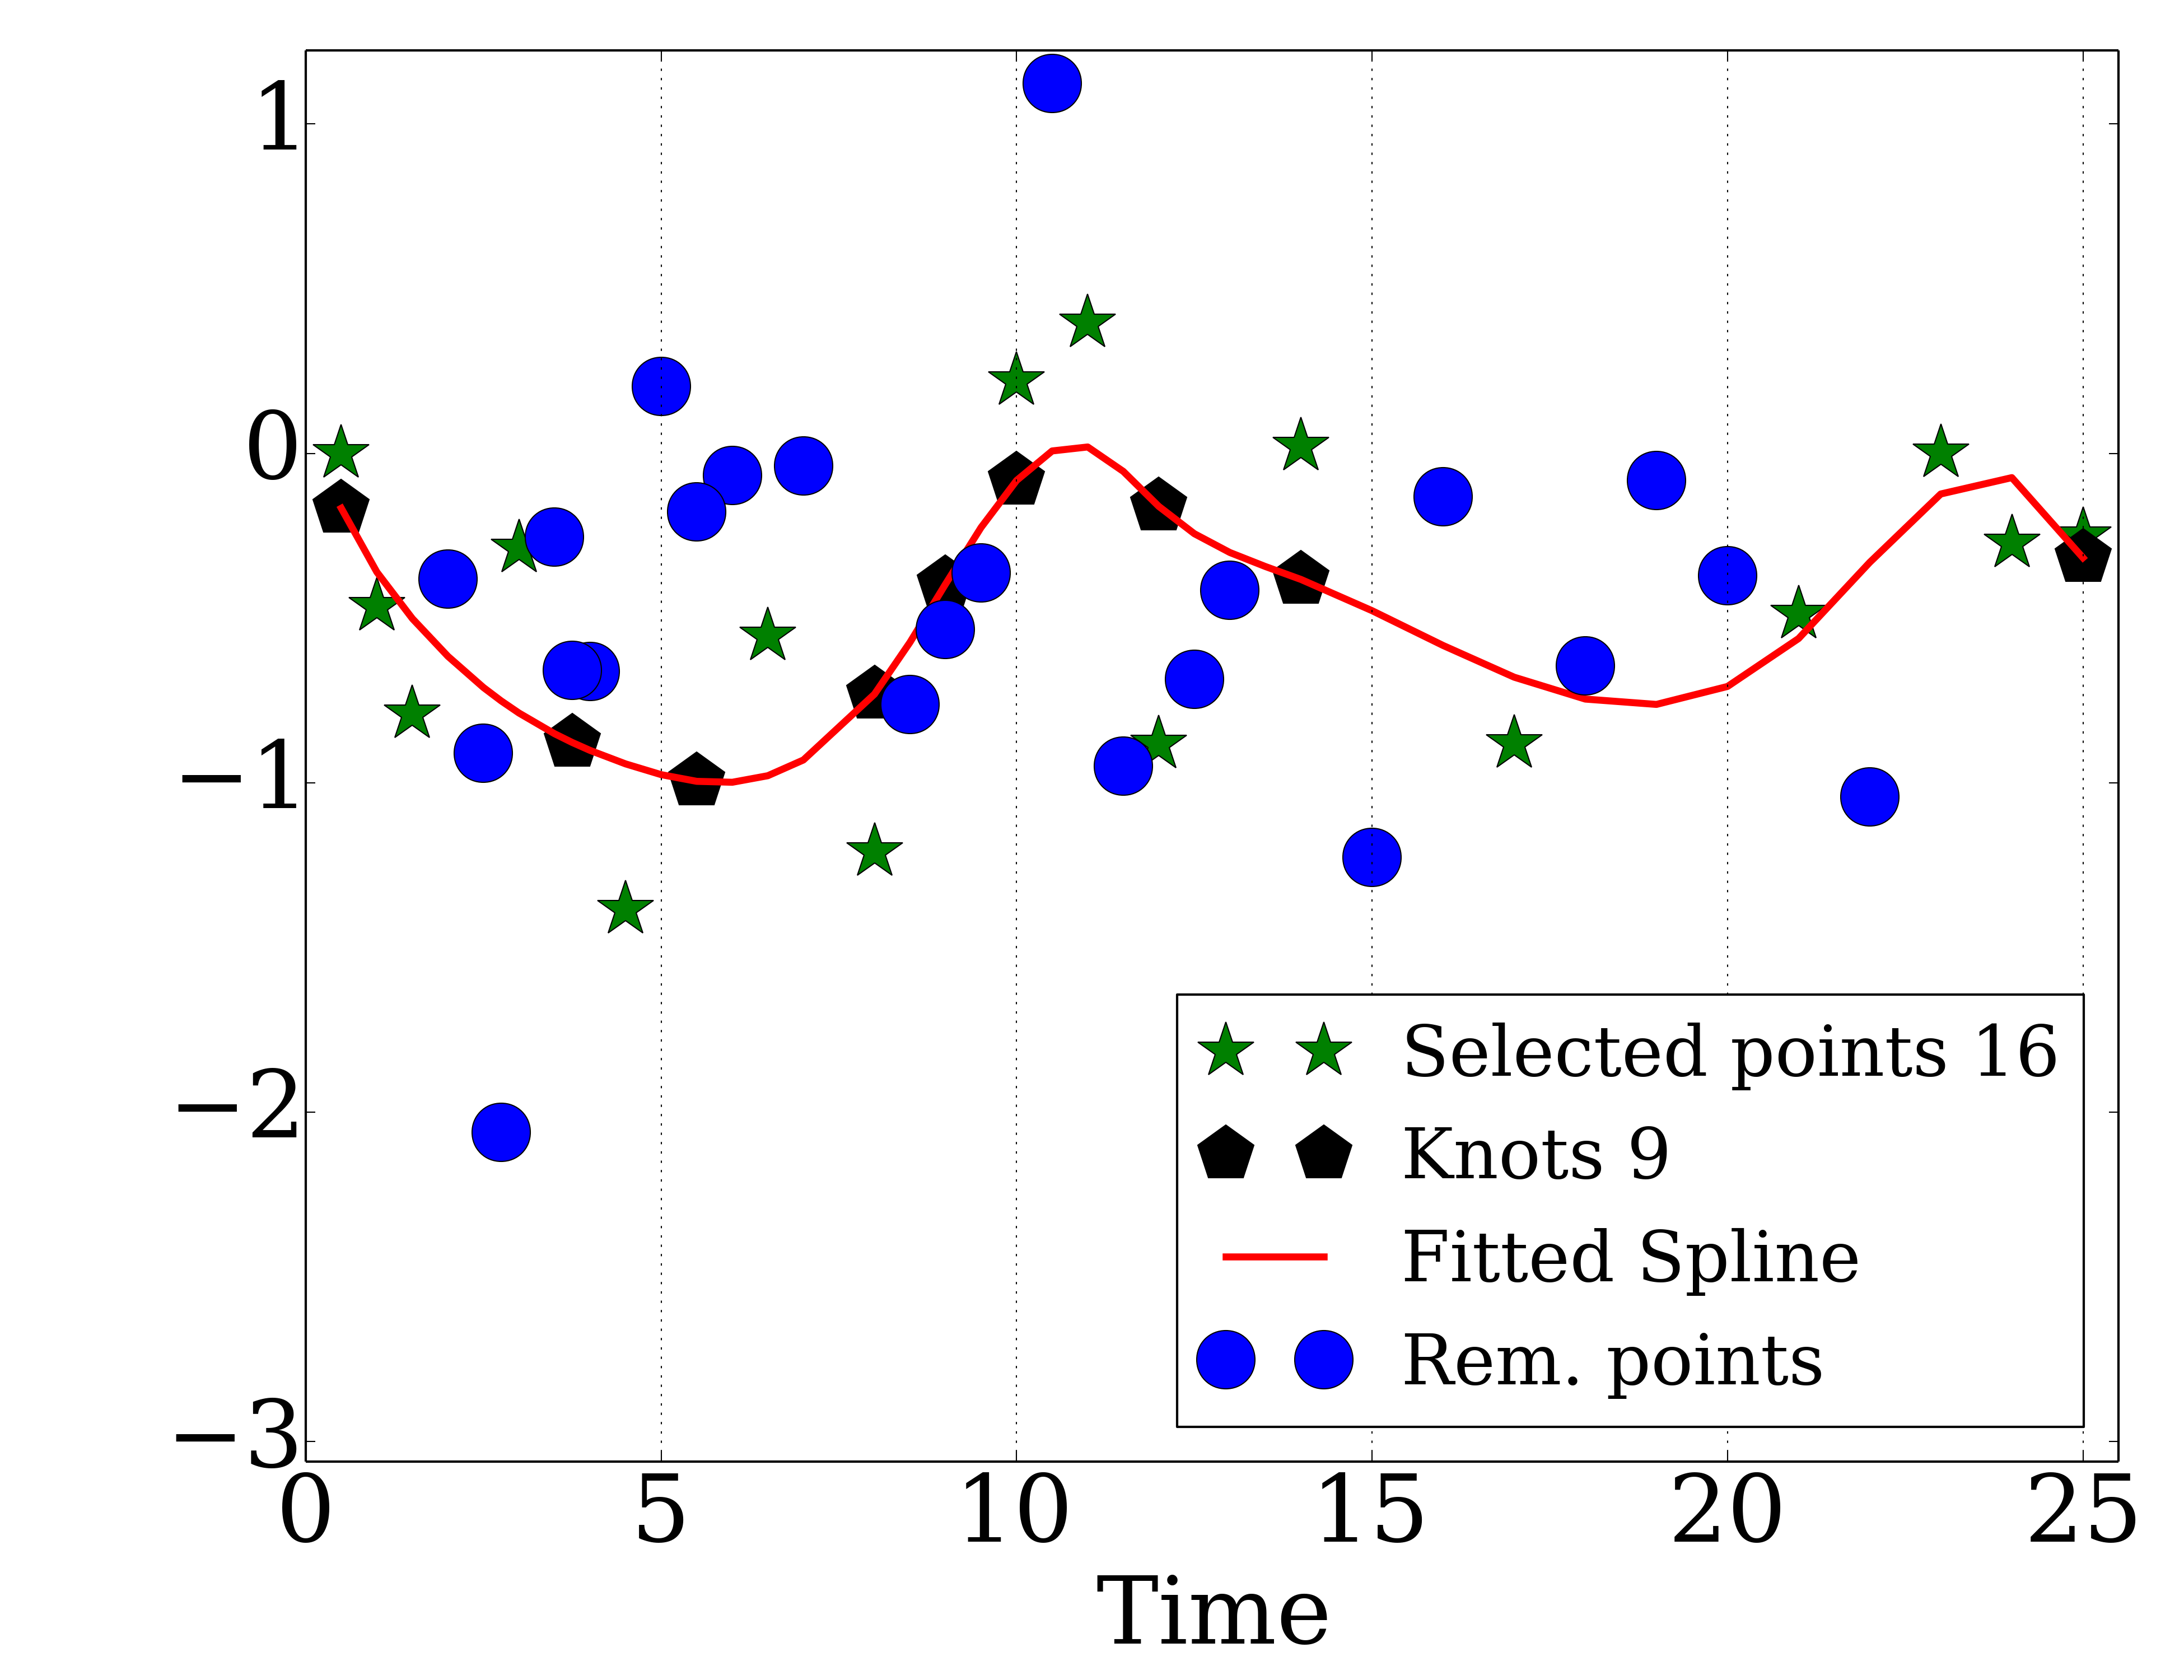 1
0
−1
−2
−3
0 5 10 15 20 25
Time
Selected points 16
Knots 9
Fitted Spline
Rem. points